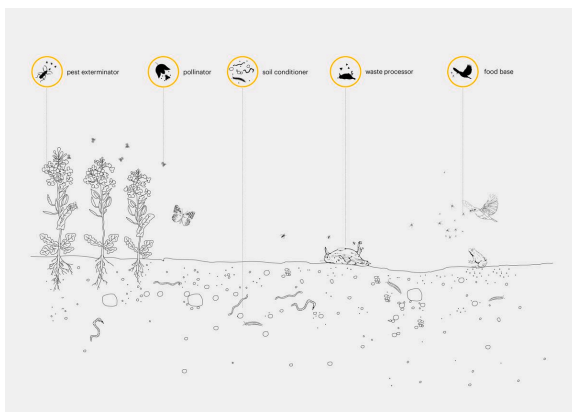 pest exterminator
pollinator
soil conditioner
waste processor
food base